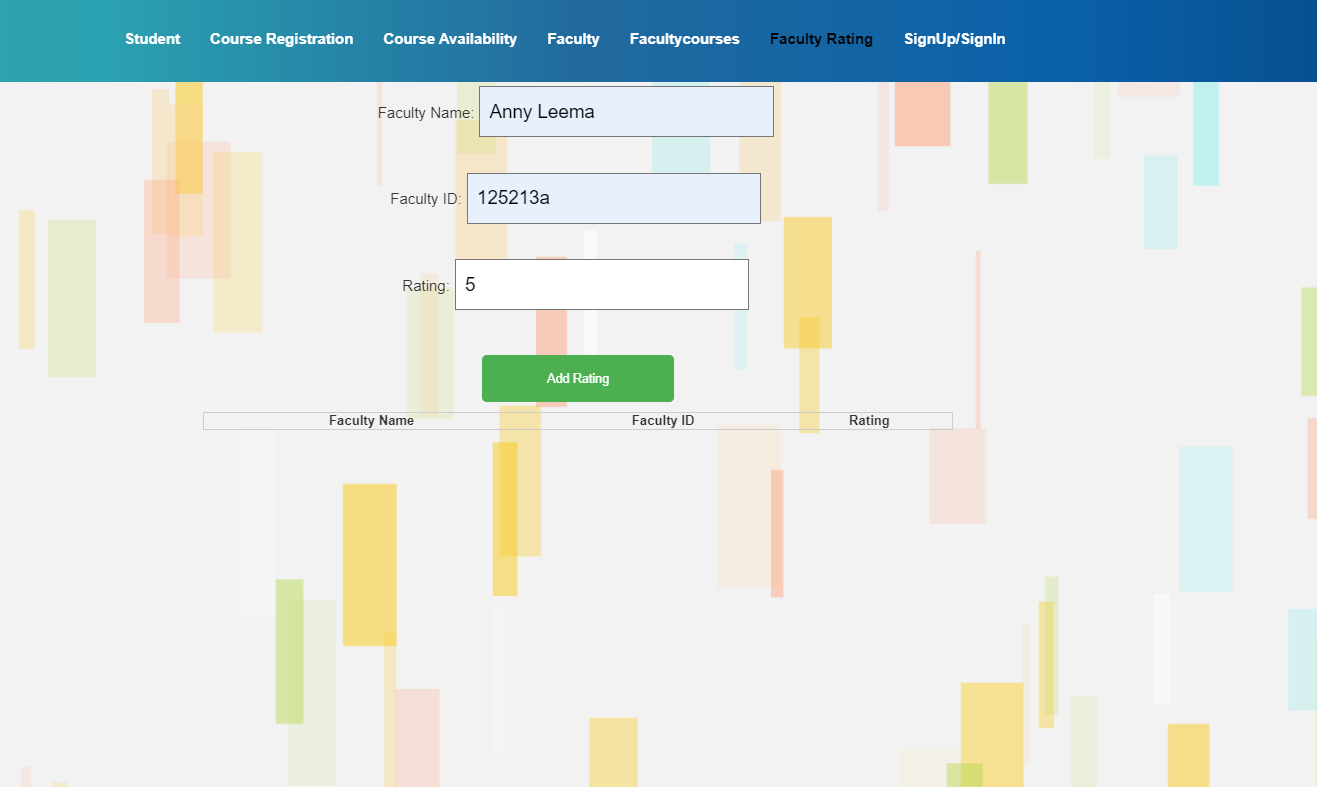 Student Course Registration Course Availability Faculty Facultycourses Faculty Rating SignUp/SignIn
Faculty Name: Anny Leema
Faculty ID: 125213a
Rating: 5
Add Rating
Faculty Name Faculty ID Rating